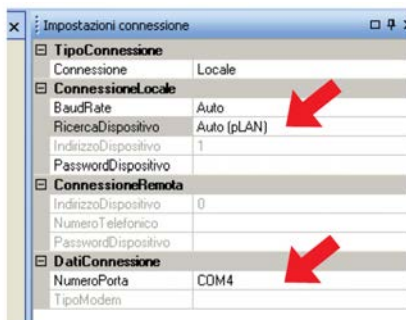 Impostazioni connessione
TipoConnessione
Connessione Locale
ConnessioneLocale
BaudRate Auto
RicercaDispositivo Auto (pLAN)
IndirizzoDispositivo 1
PasswordDispositivo
ConnessioneRemota
IndirizzoDispositivo 0
NumeroTelefonico
PasswordDispositivo
DatiConnessione
NumeroPorta COM4
TipoModem